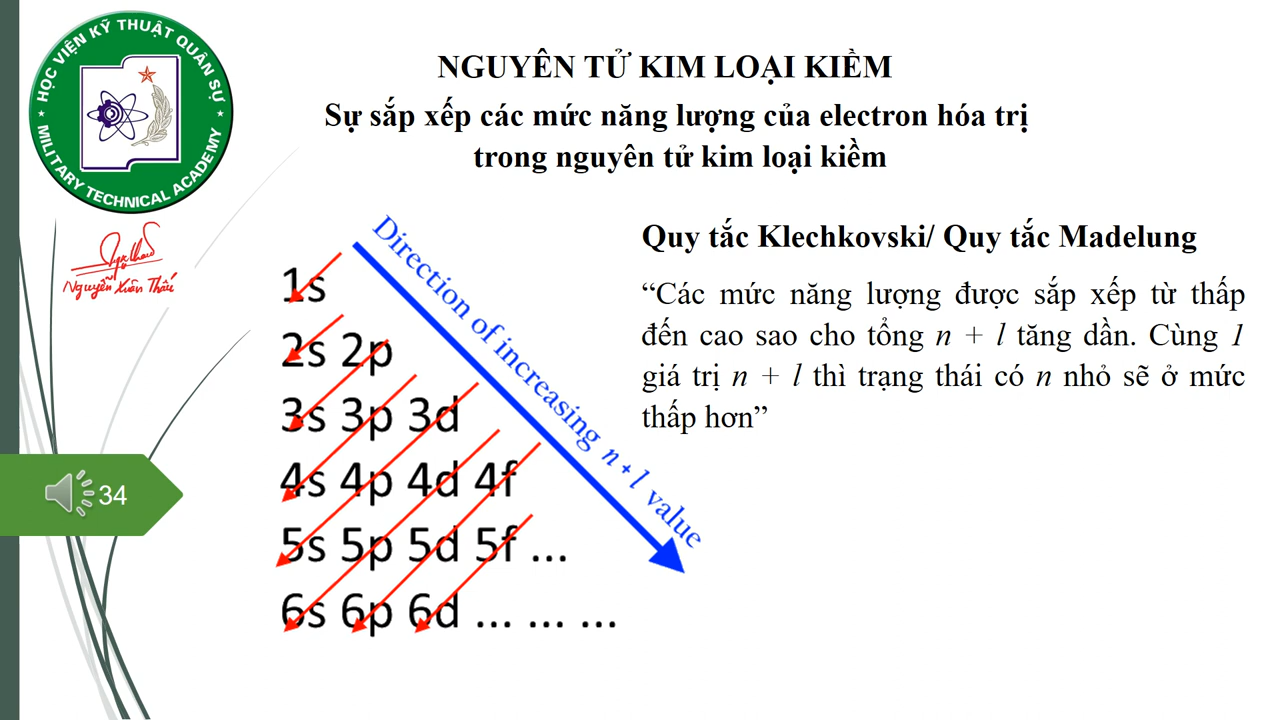 HỌC VIỆN KỸ THUẬT QUÂN SỰ
MILITARY TECHNICAL ACADEMY
Nguyễn Xuân Thái
NGUYÊN TỬ KIM LOẠI KIỀM
Sự sắp xếp các mức năng lượng của electron hóa trị
trong nguyên tử kim loại kiềm
Direction of increasing n + l value
1s
2s 2p
3s 3p 3d
4s 4p 4d 4f
5s 5p 5d 5f ...
6s 6p 6d ... ... ...
Quy tắc Klechkovski/ Quy tắc Madelung
“Các mức năng lượng được sắp xếp từ thấp
đến cao sao cho tổng n + l tăng dần. Cùng 1
giá trị n + l thì trạng thái có n nhỏ sẽ ở mức
thấp hơn”
34